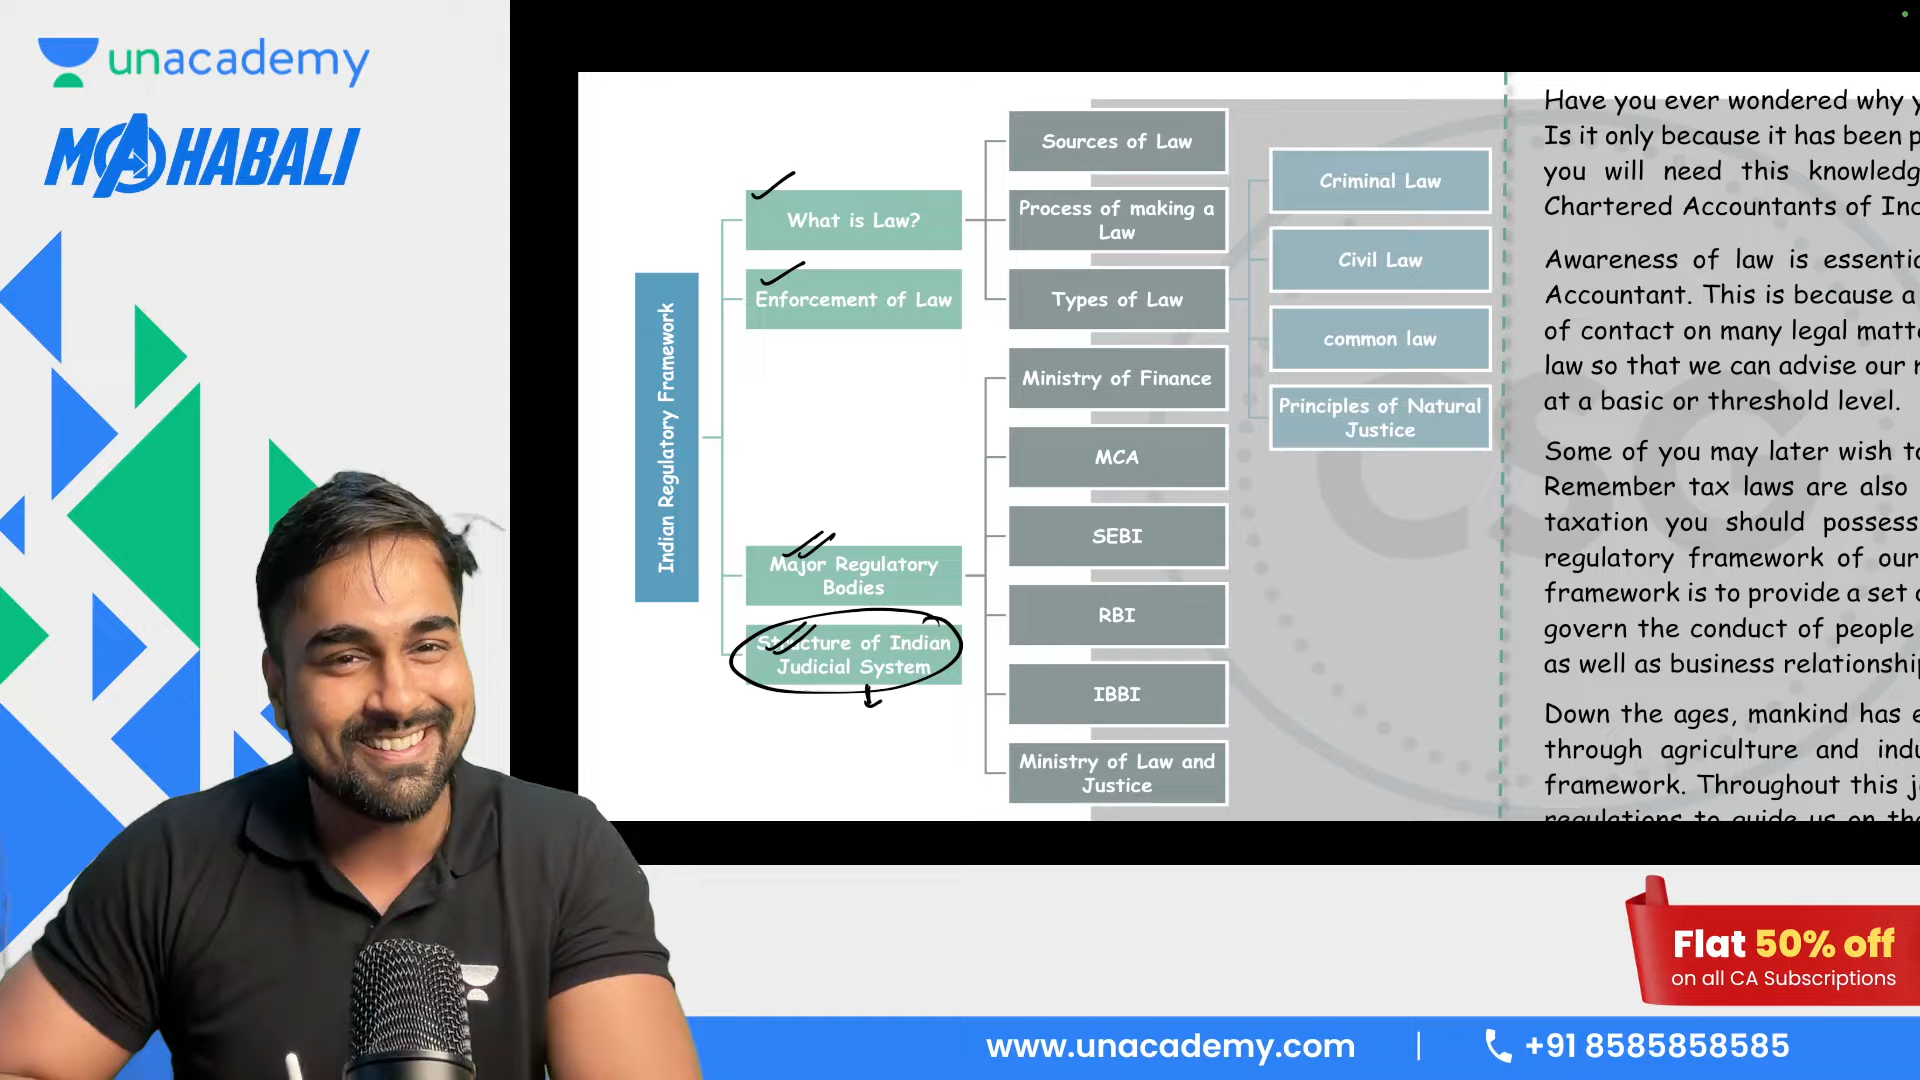 unacademy
MAHABALI
Indian Regulatory Framework
What is Law?
Enforcement of Law
Major Regulatory
Bodies
Structure of Indian
Judicial System
Sources of Law
Process of making a
Law
Types of Law
Ministry of Finance
MCA
SEBI
RBI
IBBI
Ministry of Law and
Justice
Criminal Law
Civil Law
common law
Principles of Natural
Justice
Have you ever wondered why
Is it only because it has been
you will need this
Chartered Accountants of
Awareness of law is
Accountant. This is because a
of contact on many legal
law so that we can advise our
at a basic or threshold level.
Some of you may later wish
Remember tax laws are also
taxation you should possess
regulatory framework of our
framework is to provide a set
govern the conduct of people
as well as business
Down the ages, mankind has
through agriculture and
framework. Throughout this
regulations to guide us on
CSC
Flat 50% off
on all CA Subscriptions
www.unacademy.com | +91 8585858585